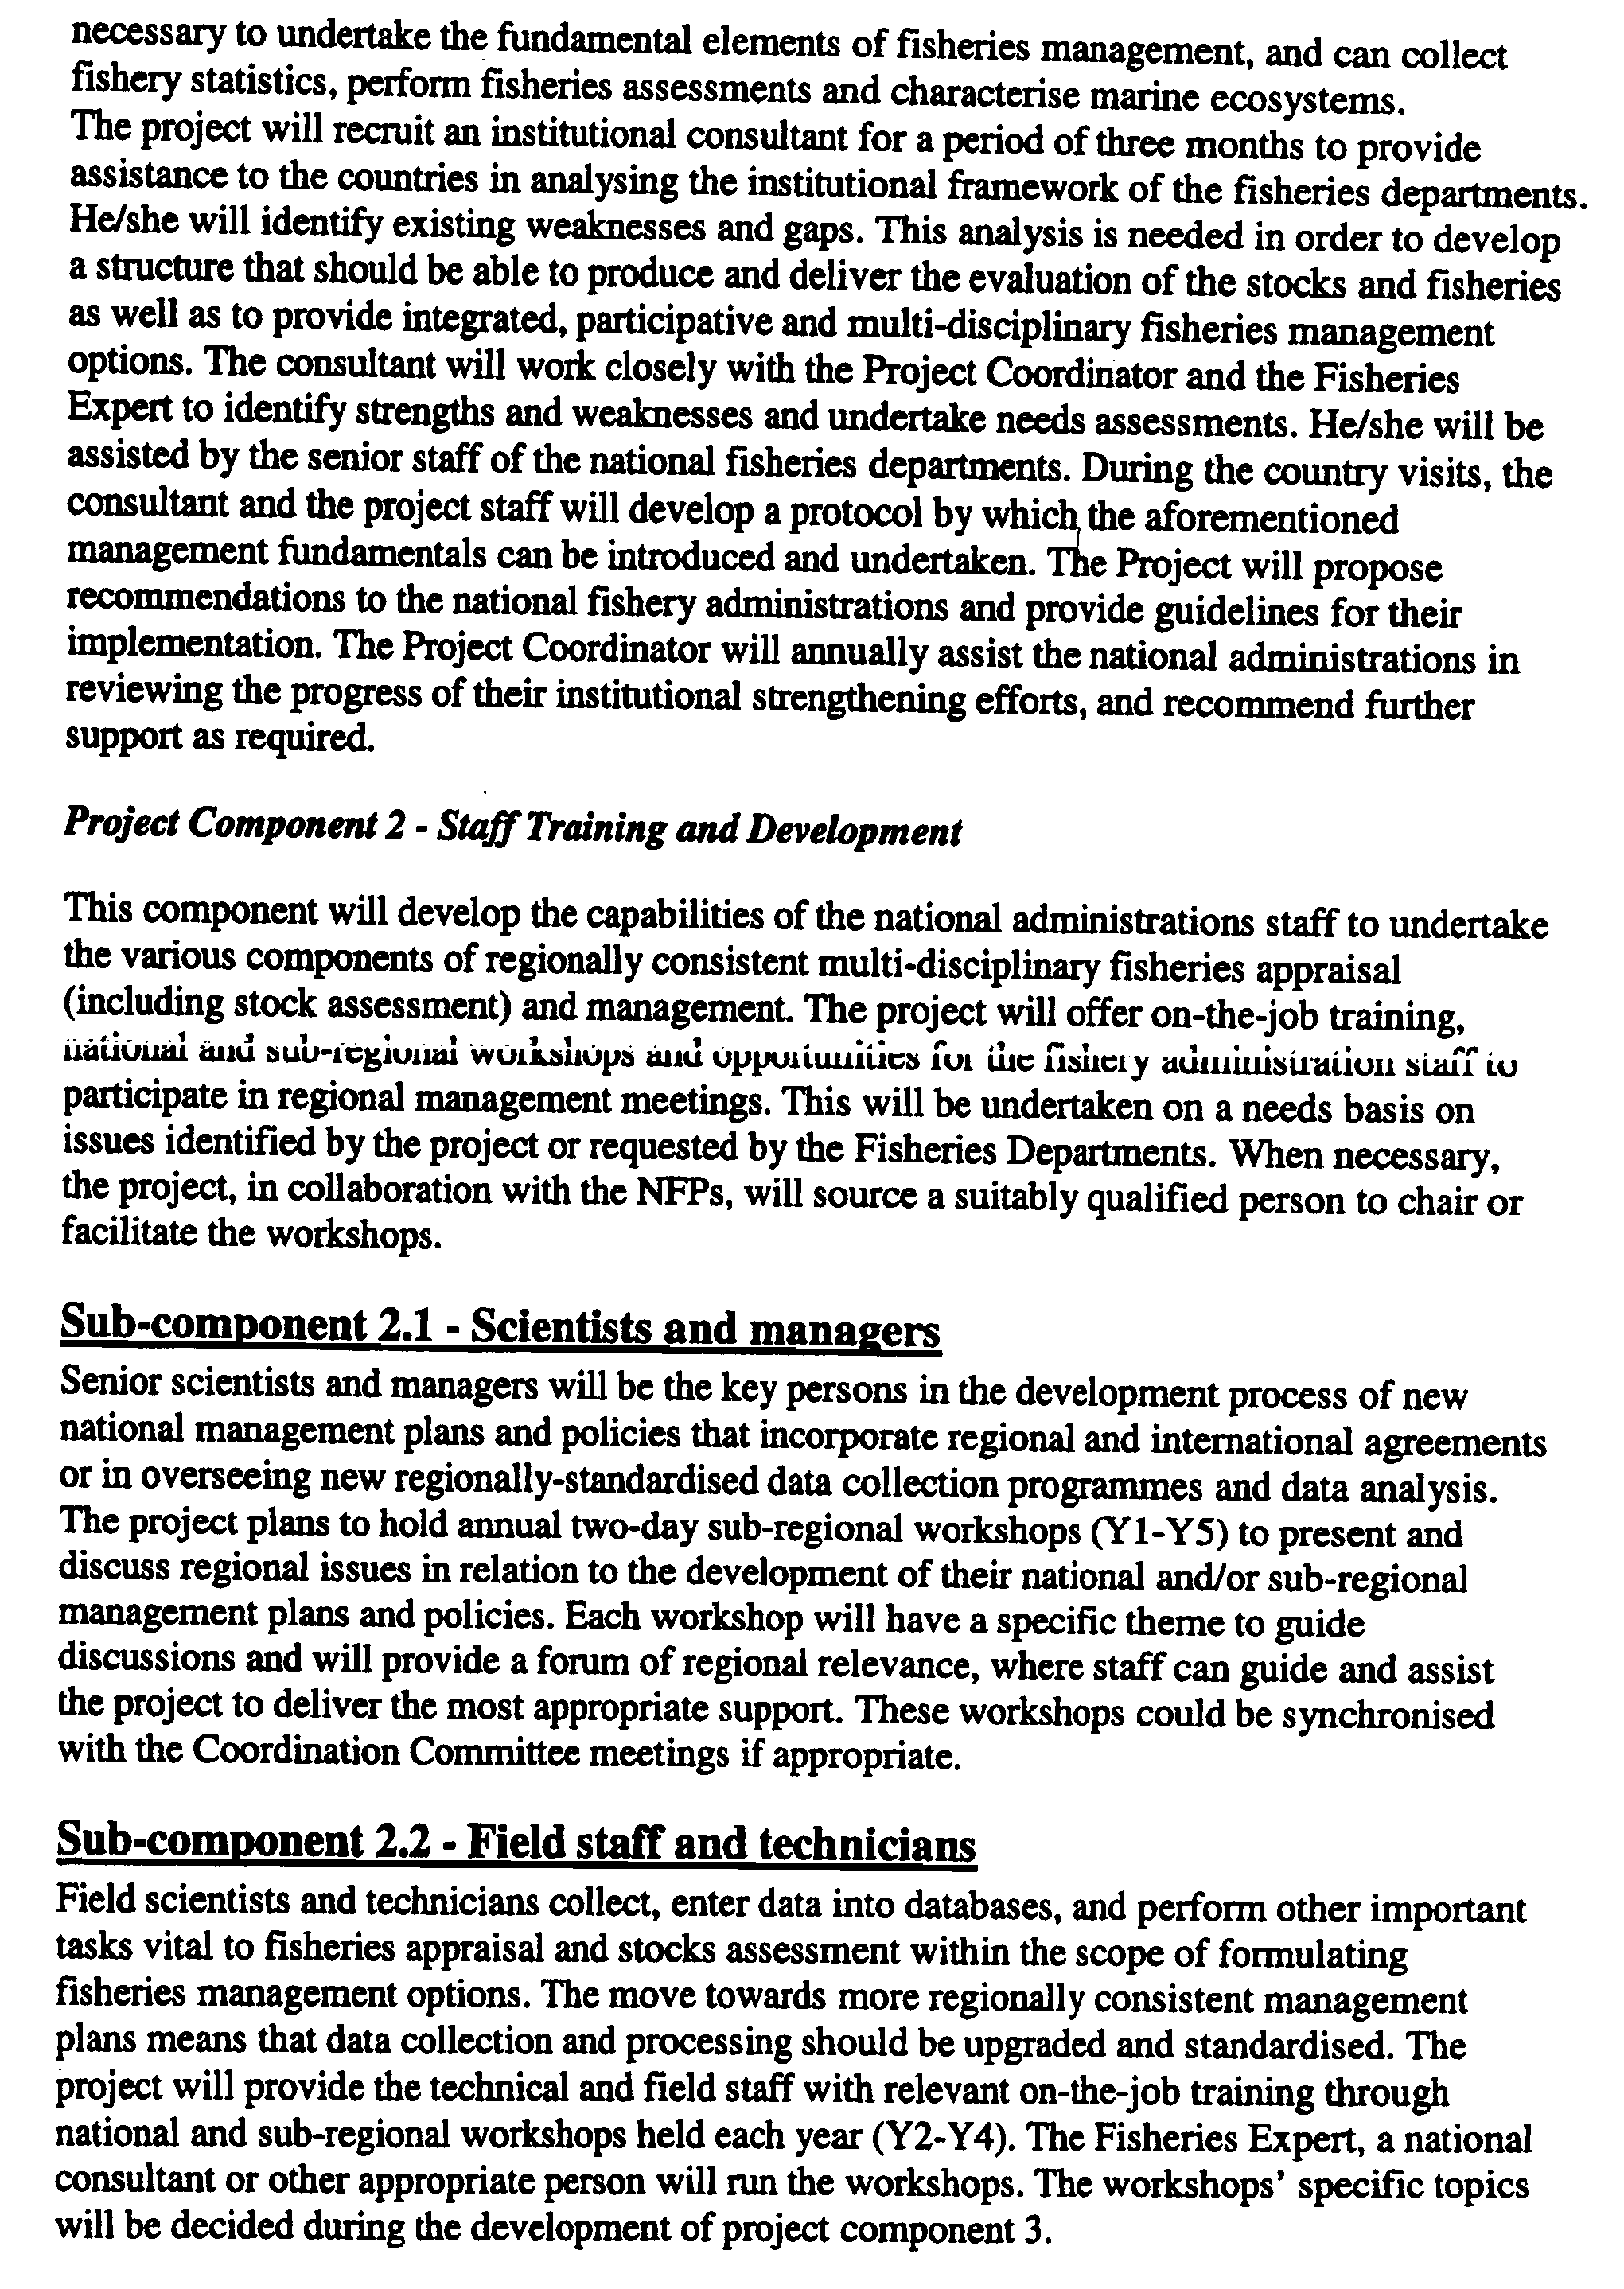 necessary to undertake the fundamental elements of fisheries management, and can collect
fishery statistics, perform fisheries assessments and characterise marine ecosystems.
The project will recruit an institutional consultant for a period of three months to provide
assistance to the countries in analysing the institutional framework of the fisheries departments.
He/she will identify existing weaknesses and gaps. This analysis is needed in order to develop
a structure that should be able to produce and deliver the evaluation of the stocks and fisheries
as well as to provide integrated, participative and multi-disciplinary fisheries management
options. The consultant will work closely with the Project Coordinator and the Fisheries
Expert to identify strengths and weaknesses and undertake needs assessments. He/she will be
assisted by the senior staff of the national fisheries departments. During the country visits, the
consultant and the project staff will develop a protocol by which the aforementioned
management fundamentals can be introduced and undertaken. The Project will propose
recommendations to the national fishery administrations and provide guidelines for their
implementation. The Project Coordinator will annually assist the national administrations in
reviewing the progress of their institutional strengthening efforts, and recommend further
support as required.
Project Component 2 - Staff Training and Development
This component will develop the capabilities of the national administrations staff to undertake
the various components of regionally consistent multi-disciplinary fisheries appraisal
(including stock assessment) and management. The project will offer on-the-job training,
national and sub-regional workshops and opportunities for the fishery administration staff to
participate in regional management meetings. This will be undertaken on a needs basis on
issues identified by the project or requested by the Fisheries Departments. When necessary,
the project, in collaboration with the NFPs, will source a suitably qualified person to chair or
facilitate the workshops.
Sub-component 2.1 - Scientists and managers
Senior scientists and managers will be the key persons in the development process of new
national management plans and policies that incorporate regional and international agreements
or in overseeing new regionally-standardised data collection programmes and data analysis.
The project plans to hold annual two-day sub-regional workshops (Y1-Y5) to present and
discuss regional issues in relation to the development of their national and/or sub-regional
management plans and policies. Each workshop will have a specific theme to guide
discussions and will provide a forum of regional relevance, where staff can guide and assist
the project to deliver the most appropriate support. These workshops could be synchronised
with the Coordination Committee meetings if appropriate.
Sub-component 2.2 - Field staff and technicians
Field scientists and technicians collect, enter data into databases, and perform other important
tasks vital to fisheries appraisal and stocks assessment within the scope of formulating
fisheries management options. The move towards more regionally consistent management
plans means that data collection and processing should be upgraded and standardised. The
project will provide the technical and field staff with relevant on-the-job training through
national and sub-regional workshops held each year (Y2-Y4). The Fisheries Expert, a national
consultant or other appropriate person will run the workshops. The workshops' specific topics
will be decided during the development of project component 3.